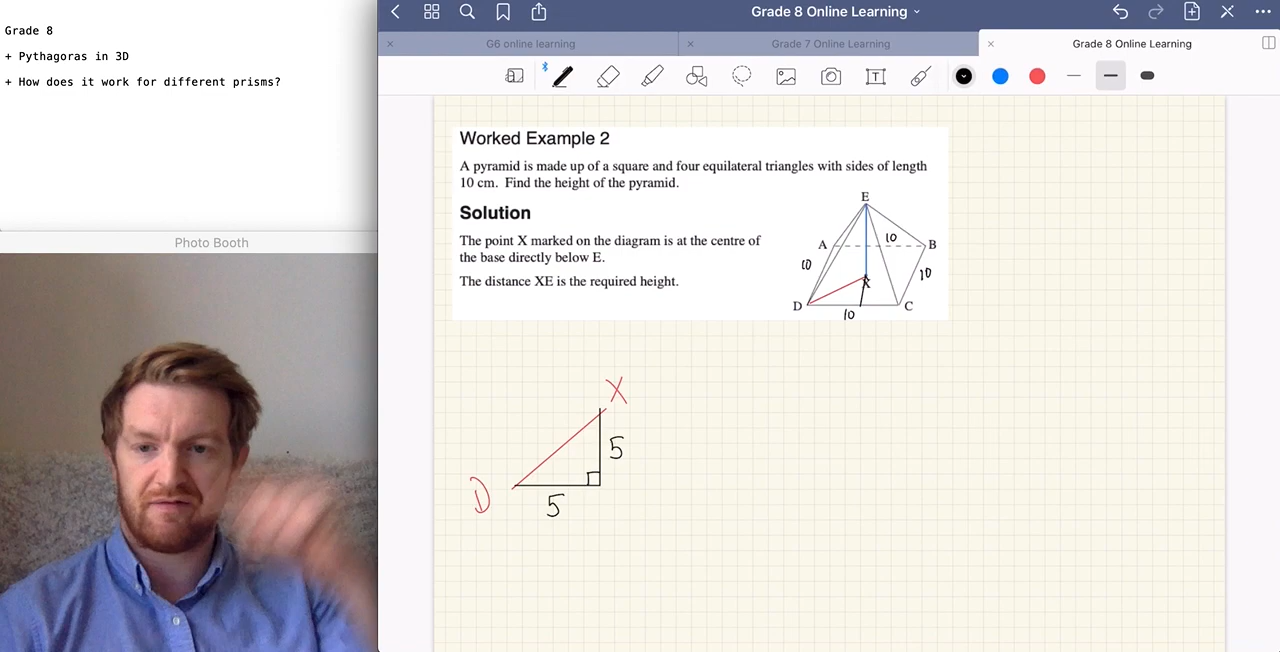 Grade 8
+ Pythagoras in 3D
+ How does it work for different prisms?
Photo Booth
Grade 8 Online Learning
G6 online learning
Grade 7 Online Learning
Grade 8 Online Learning
Worked Example 2
A pyramid is made up of a square and four equilateral triangles with sides of length
10 cm. Find the height of the pyramid.
Solution
The point X marked on the diagram is at the centre of
the base directly below E.
The distance XE is the required height.
E
A
10
B
10
10
X
D
C
10
X
5
D
5